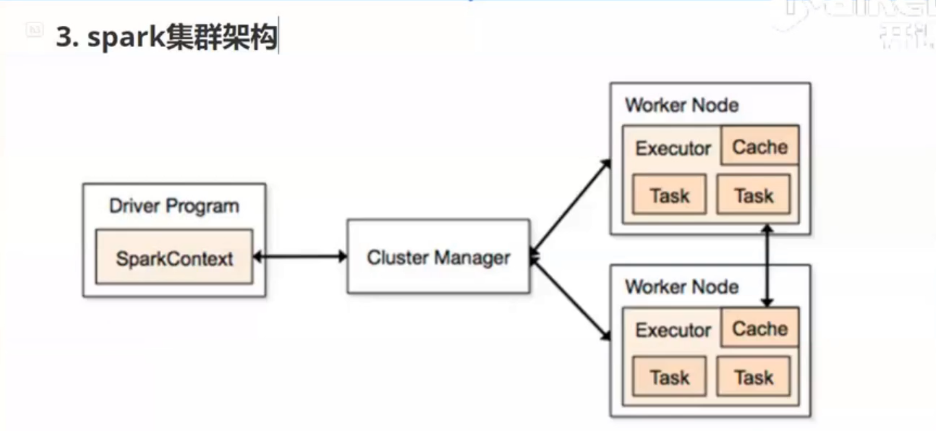 3. spark集群架构
Driver Program
SparkContext
Cluster Manager
Worker Node
Executor
Cache
Task
Task
Worker Node
Executor
Cache
Task
Task